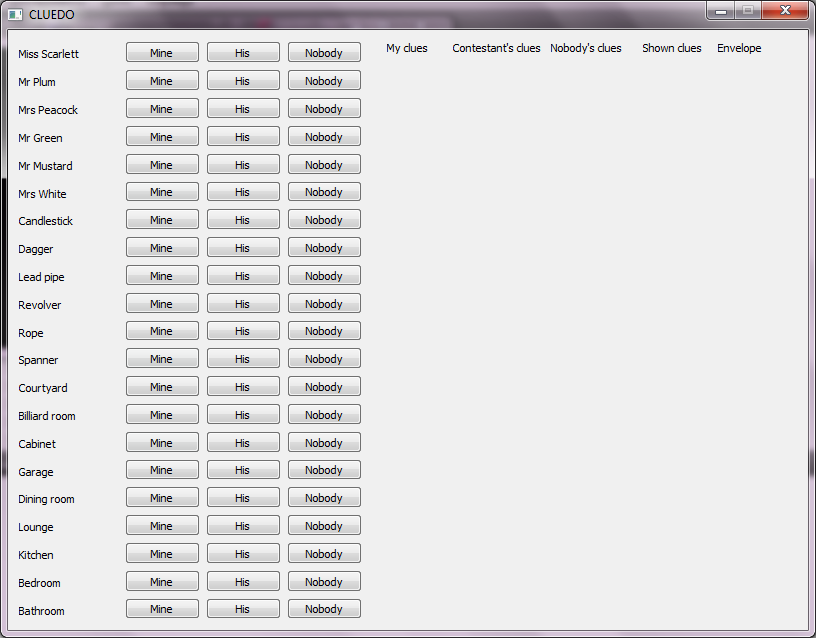 CLUEDO
My clues Contestant's clues Nobody's clues Shown clues Envelope
Miss Scarlett Mine His Nobody
Mr Plum Mine His Nobody
Mrs Peacock Mine His Nobody
Mr Green Mine His Nobody
Mr Mustard Mine His Nobody
Mrs White Mine His Nobody
Candlestick Mine His Nobody
Dagger Mine His Nobody
Lead pipe Mine His Nobody
Revolver Mine His Nobody
Rope Mine His Nobody
Spanner Mine His Nobody
Courtyard Mine His Nobody
Billiard room Mine His Nobody
Cabinet Mine His Nobody
Garage Mine His Nobody
Dining room Mine His Nobody
Lounge Mine His Nobody
Kitchen Mine His Nobody
Bedroom Mine His Nobody
Bathroom Mine His Nobody